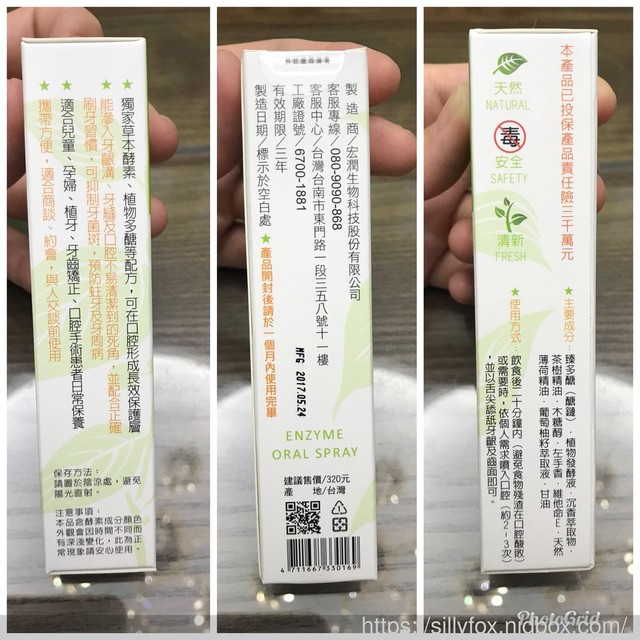 ★獨家草本酵素、植物多醣等配方，可在口腔形成長效保護層
★能滲入牙齦溝、牙縫及口腔不易清潔到的死角，並配合正確
刷牙習慣，可抑制牙菌斑，預防蛀牙及牙周病
★適合兒童、孕婦、植牙、牙齒矯正、口腔手術患者日常保養
★攜帶方便，適合商談、約會，與人交談前使用
保存方法：
請置於陰涼處，避免
陽光直射。
注意事項：
本品含酵素成分顏色
外觀會因時間不同而
有深淺變化，此為正
常現象請安心使用。
製造商/宏潤生物科技股份有限公司
客服專線/080-9090-868
客服中心/台灣台南市東門路一段三五八號十一樓
工廠證號/6700-1881
有效期限/三年
製造日期/標示於空白處
★產品開封後請於一個月內使用完畢
MFG 2017.05.24
ENZYME
ORAL SPRAY
建議售價/320元
產 地/台灣
4 711667 330169
本產品已投保產品責任險三千萬元
天然
NATURAL
毒
安全
SAFETY
清新
FRESH
★主要成分：
臻多醣（醣鏈）．植物發酵液．沉香萃取物．
茶樹精油．木糖醇．左手香．維他命E．天然
薄荷精油．葡萄柚籽萃取液．甘油
★使用方式：
飲食後二十分鐘內（避免食物殘渣在口腔酸敗）
或需要時，依個人需求噴入口腔（約2-3次）
，並以舌尖舔舐牙齦及齒面即可。
PhotoGrid
https://sillyfox.nidbox.com/